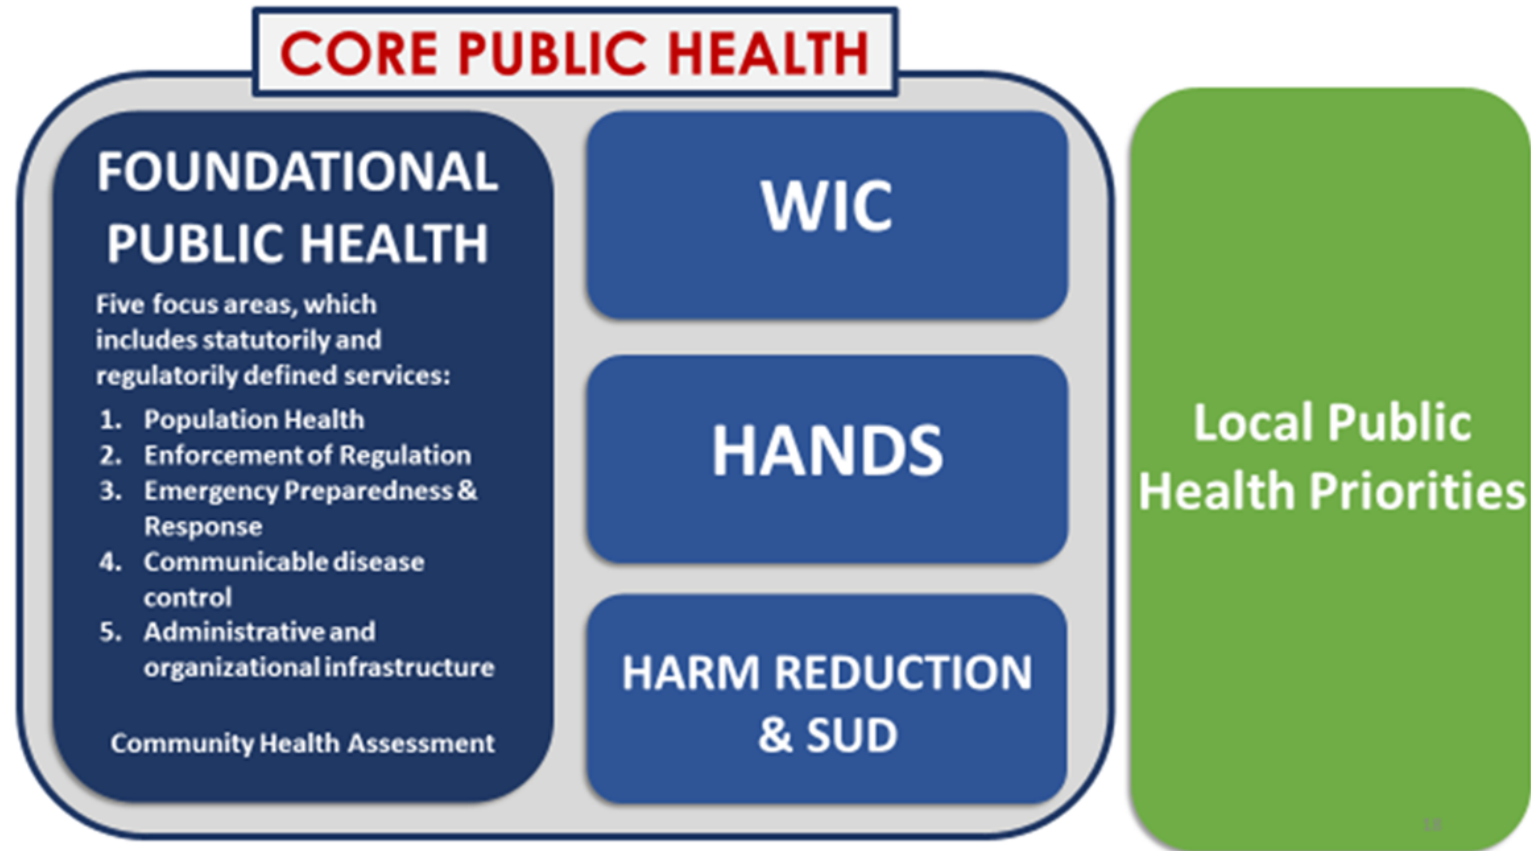 CORE PUBLIC HEALTH
FOUNDATIONAL
PUBLIC HEALTH
Five focus areas, which
includes statutorily and
regulatorily defined services:
1. Population Health
2. Enforcement of Regulation
3. Emergency Preparedness &
Response
4. Communicable disease
control
5. Administrative and
organizational infrastructure
Community Health Assessment
WIC
HANDS
HARM REDUCTION
& SUD
Local Public
Health Priorities